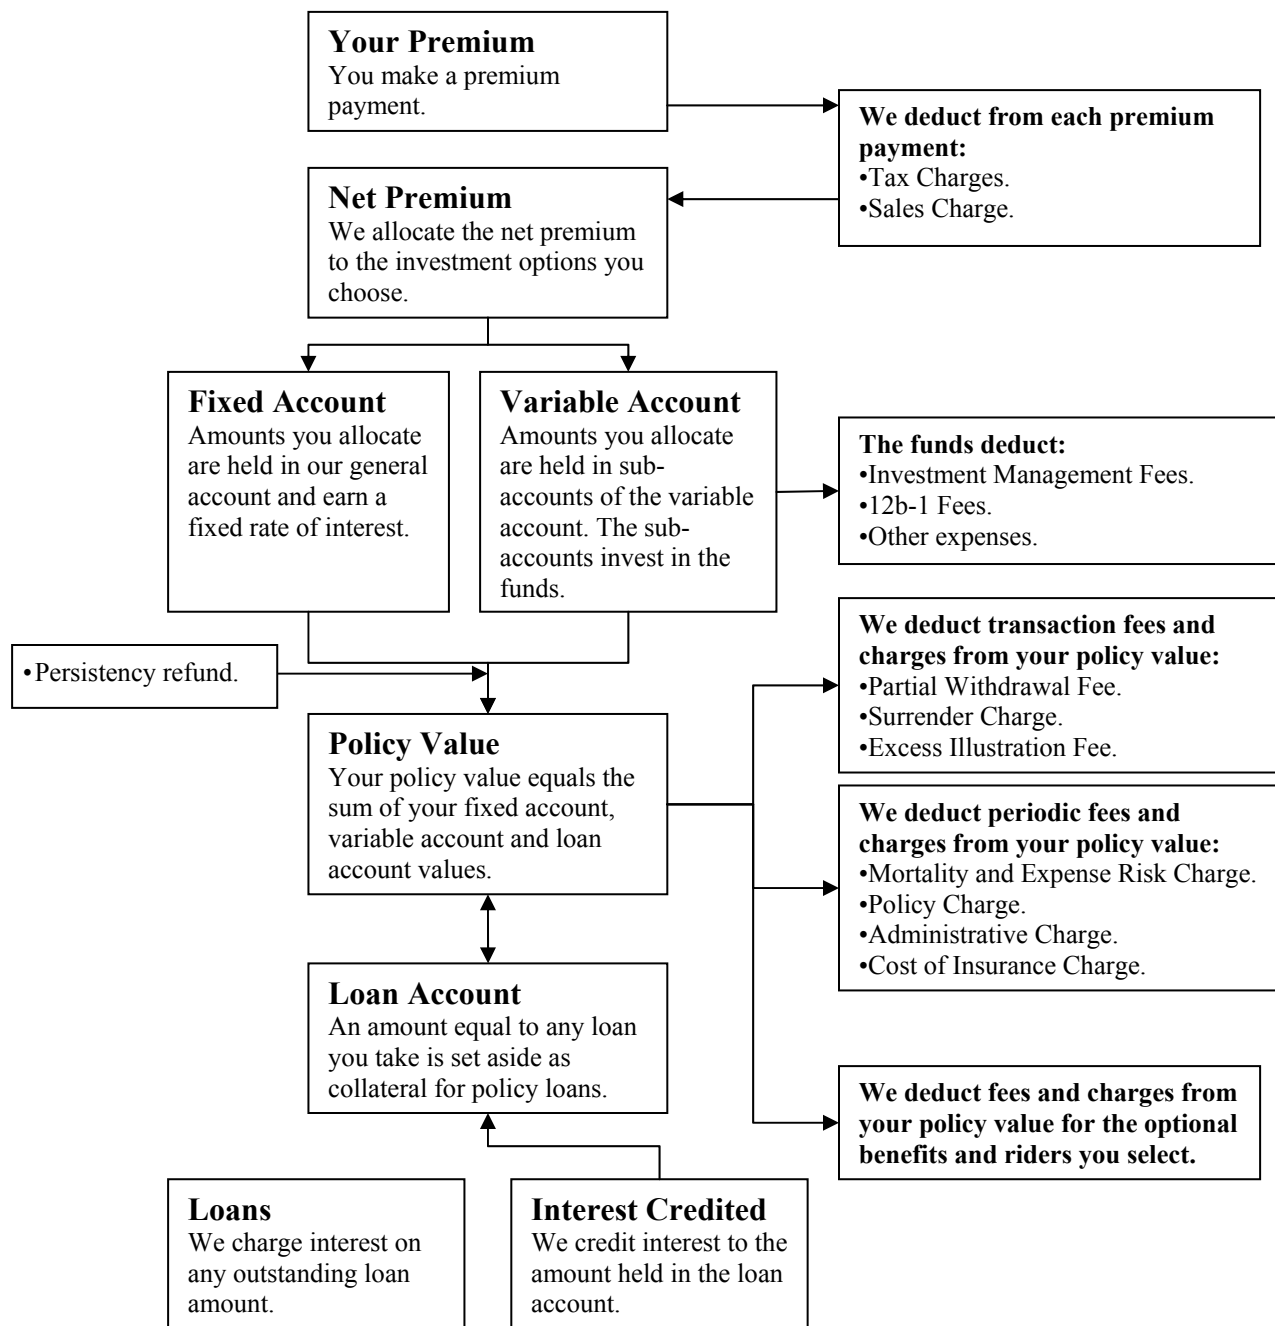 Your Premium
You make a premium
payment.
We deduct from each premium
payment:
•Tax Charges.
•Sales Charge.
Net Premium
We allocate the net premium
to the investment options you
choose.
Fixed Account
Amounts you allocate
are held in our general
account and earn a
fixed rate of interest.
Variable Account
Amounts you allocate
are held in sub-
accounts of the variable
account. The sub-
accounts invest in the
funds.
The funds deduct:
•Investment Management Fees.
•12b-1 Fees.
•Other expenses.
•Persistency refund.
We deduct transaction fees and
charges from your policy value:
•Partial Withdrawal Fee.
•Surrender Charge.
•Excess Illustration Fee.
Policy Value
Your policy value equals the
sum of your fixed account,
variable account and loan
account values.
We deduct periodic fees and
charges from your policy value:
•Mortality and Expense Risk Charge.
•Policy Charge.
•Administrative Charge.
•Cost of Insurance Charge.
Loan Account
An amount equal to any loan
you take is set aside as
collateral for policy loans.
We deduct fees and charges from
your policy value for the optional
benefits and riders you select.
Loans
We charge interest on
any outstanding loan
amount.
Interest Credited
We credit interest to the
amount held in the loan
account.